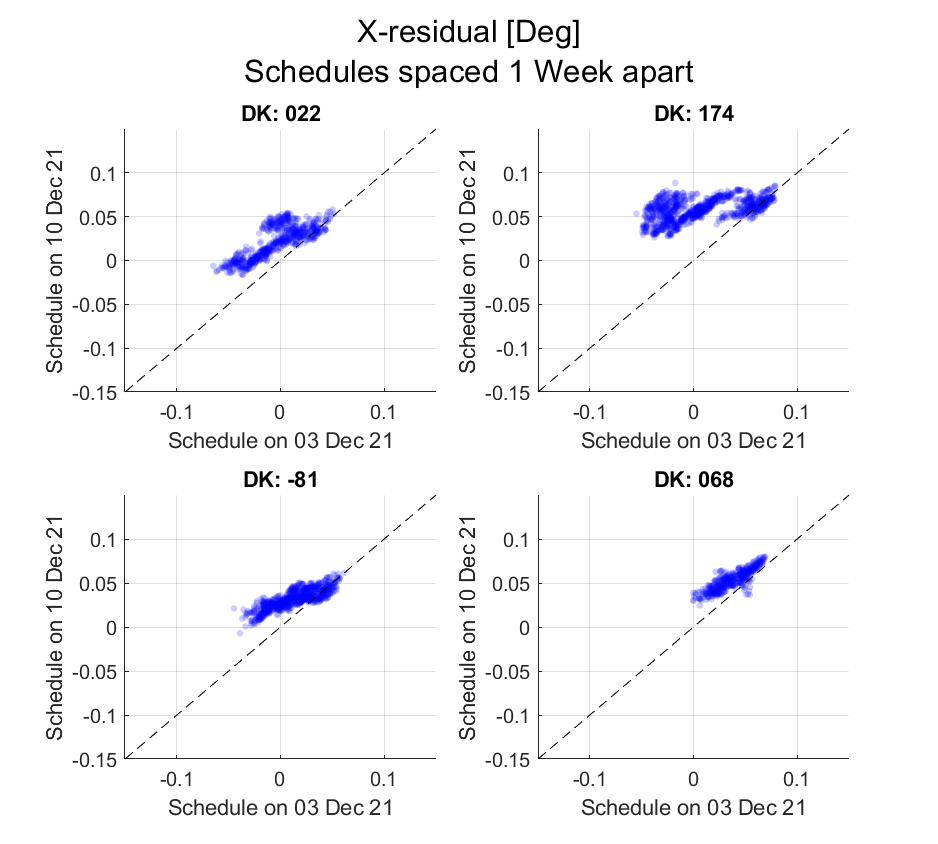 X-residual [Deg]
Schedules spaced 1 Week apart
DK: 022
Schedule on 10 Dec 21
0.1
0.05
0
-0.05
-0.1
-0.15
-0.1 0 0.1
Schedule on 03 Dec 21
DK: 174
Schedule on 10 Dec 21
0.1
0.05
0
-0.05
-0.1
-0.15
-0.1 0 0.1
Schedule on 03 Dec 21
DK: -81
Schedule on 10 Dec 21
0.1
0.05
0
-0.05
-0.1
-0.15
-0.1 0 0.1
Schedule on 03 Dec 21
DK: 068
Schedule on 10 Dec 21
0.1
0.05
0
-0.05
-0.1
-0.15
-0.1 0 0.1
Schedule on 03 Dec 21